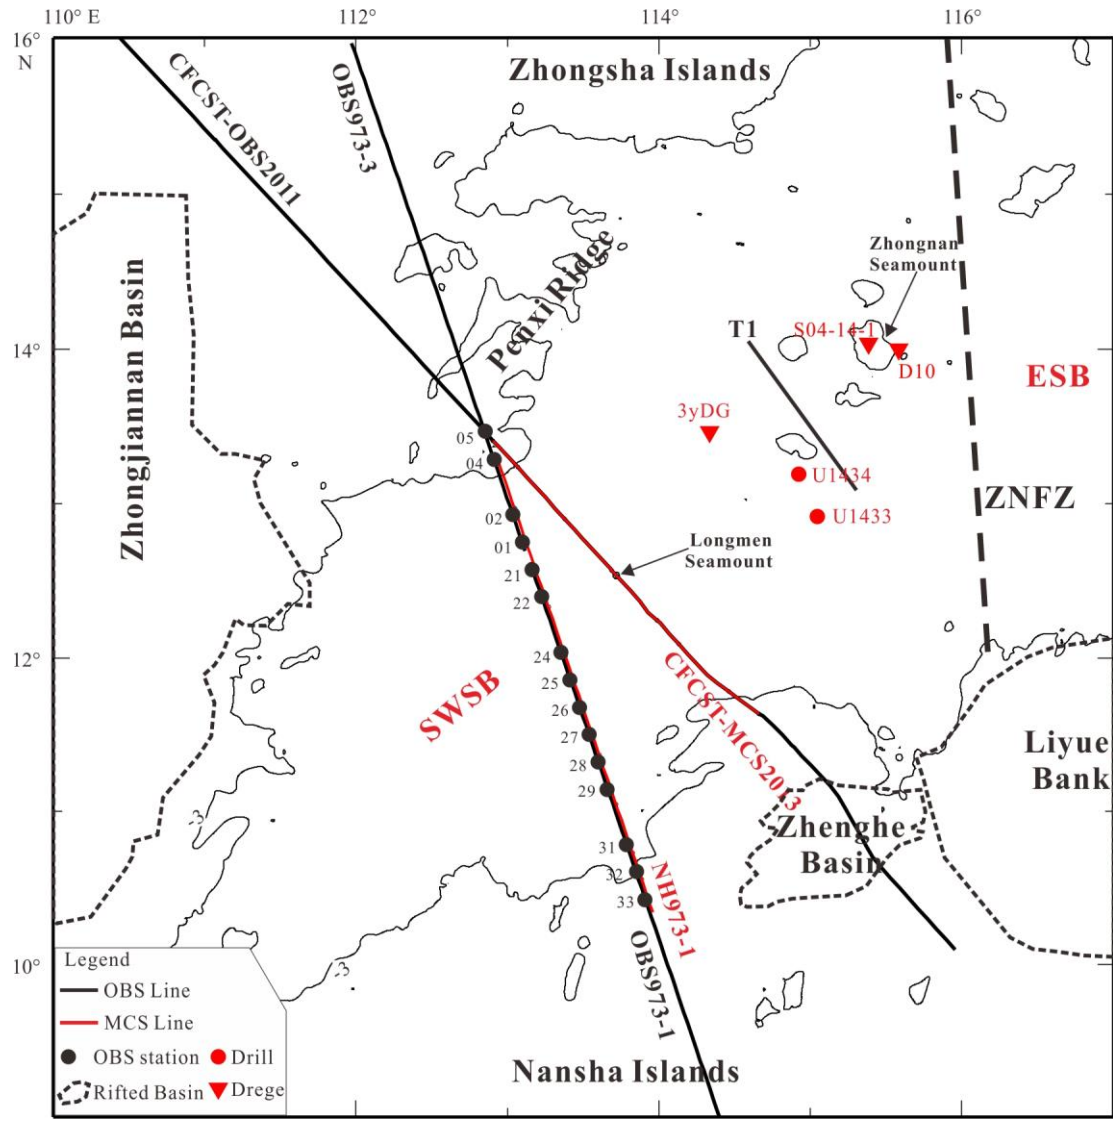 110° E
112°
114°
116°
16°
N
14°
12°
10°
Zhongsha Islands
CFCST-OBS2011
OBS973-3
Penxi Ridge
Zhongjiannan Basin
Zhongnan
Seamount
T1
S04-14-1
D10
ESB
3yDG
U1434
U1433
ZNFZ
Longmen
Seamount
05
04
02
01
21
22
24
25
26
27
28
29
31
32
33
SWSB
CFCST-MCS2013
NH973-1
OBS973-1
Liyue
Bank
Zhenghe
Basin
-3
-3
Nansha Islands
Legend
OBS Line
MCS Line
OBS station
Drill
Rifted Basin
Drege